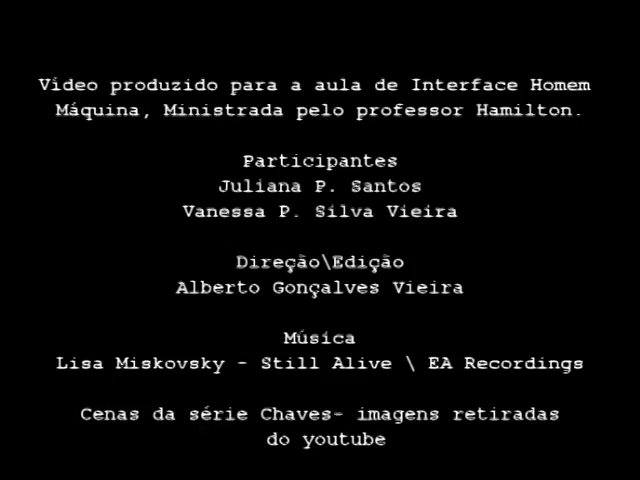 Vídeo produzido para a aula de Interface Homem
Máquina, Ministrada pelo professor Hamilton.
Participantes
Juliana P. Santos
Vanessa P. Silva Vieira
Direção\Edição
Alberto Gonçalves Vieira
Música
Lisa Miskovsky - Still Alive \ EA Recordings
Cenas da série Chaves- imagens retiradas
do youtube